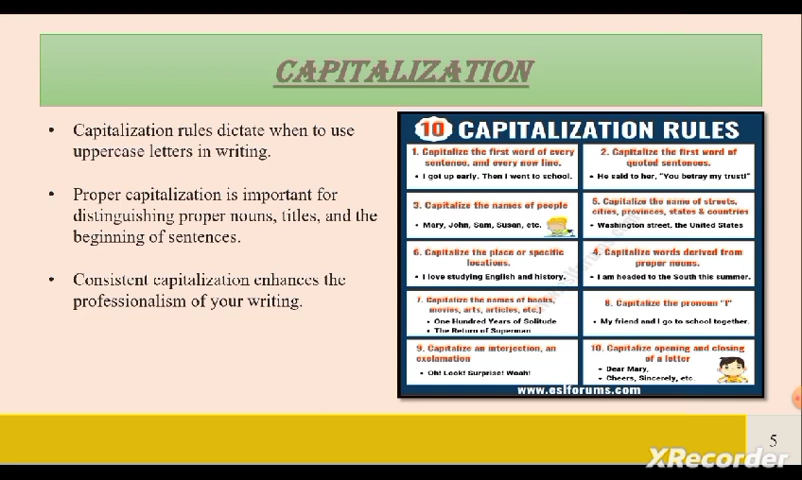 CAPITALIZATION
• Capitalization rules dictate when to use
uppercase letters in writing.
• Proper capitalization is important for
distinguishing proper nouns, titles, and the
beginning of sentences.
• Consistent capitalization enhances the
professionalism of your writing.
10 CAPITALIZATION RULES
1. Capitalize the first word of every
sentence, and every new line.
• I got up early. Then I went to school.
2. Capitalize the first word of
quoted sentences.
• He said to her, "You betray my trust!"
3. Capitalize the names of people
• Mary, John, Sam, Susan, etc.
5. Capitalize the name of streets,
cities, provinces, states & countries
• Washington street, the United States
6. Capitalize the place or specific
locations.
• I love studying English and history.
4. Capitalize words derived from
proper nouns.
• I am headed to the South this summer.
7. Capitalize the names of books,
movies, arts, articles, etc.)
• One Hundred Years of Solitude
• The Return of Superman
8. Capitalize the pronoun "I"
• My friend and I go to school together.
9. Capitalize an interjection, an
exclamation
• Oh! Look! Surprise! Woah!
10. Capitalize opening and closing
of a letter
• Dear Mary,
• Cheers, Sincerely, etc.
www.eslforums.com
5
XRecorder